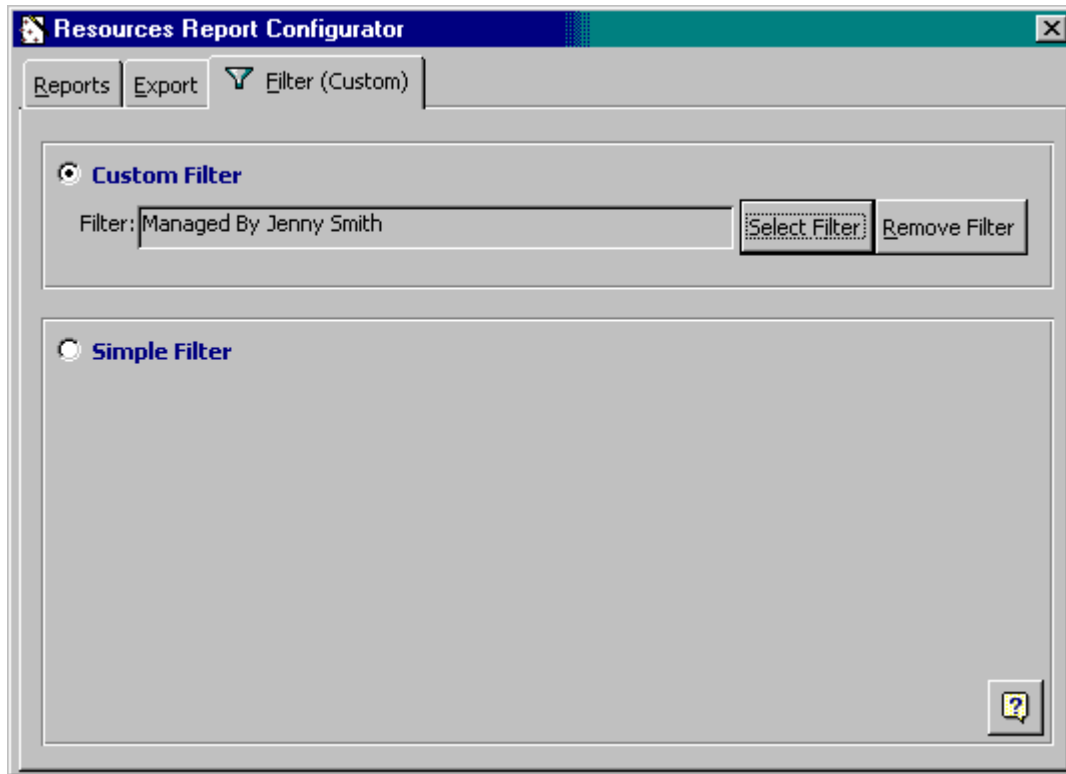 Resources Report Configurator
Reports Export Filter (Custom)
Custom Filter
Filter: Managed By Jenny Smith Select Filter Remove Filter
Simple Filter
?